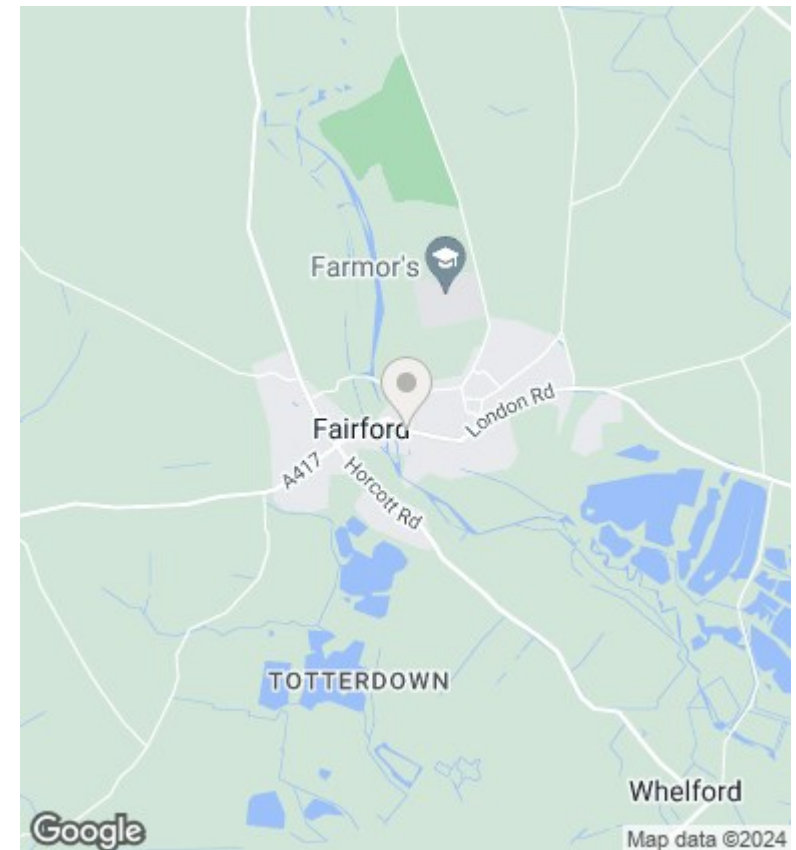 Farmor's
London Rd
Fairford
A417
Horcott Rd
TOTTERDOWN
Whelford
Google
Map data ©2024